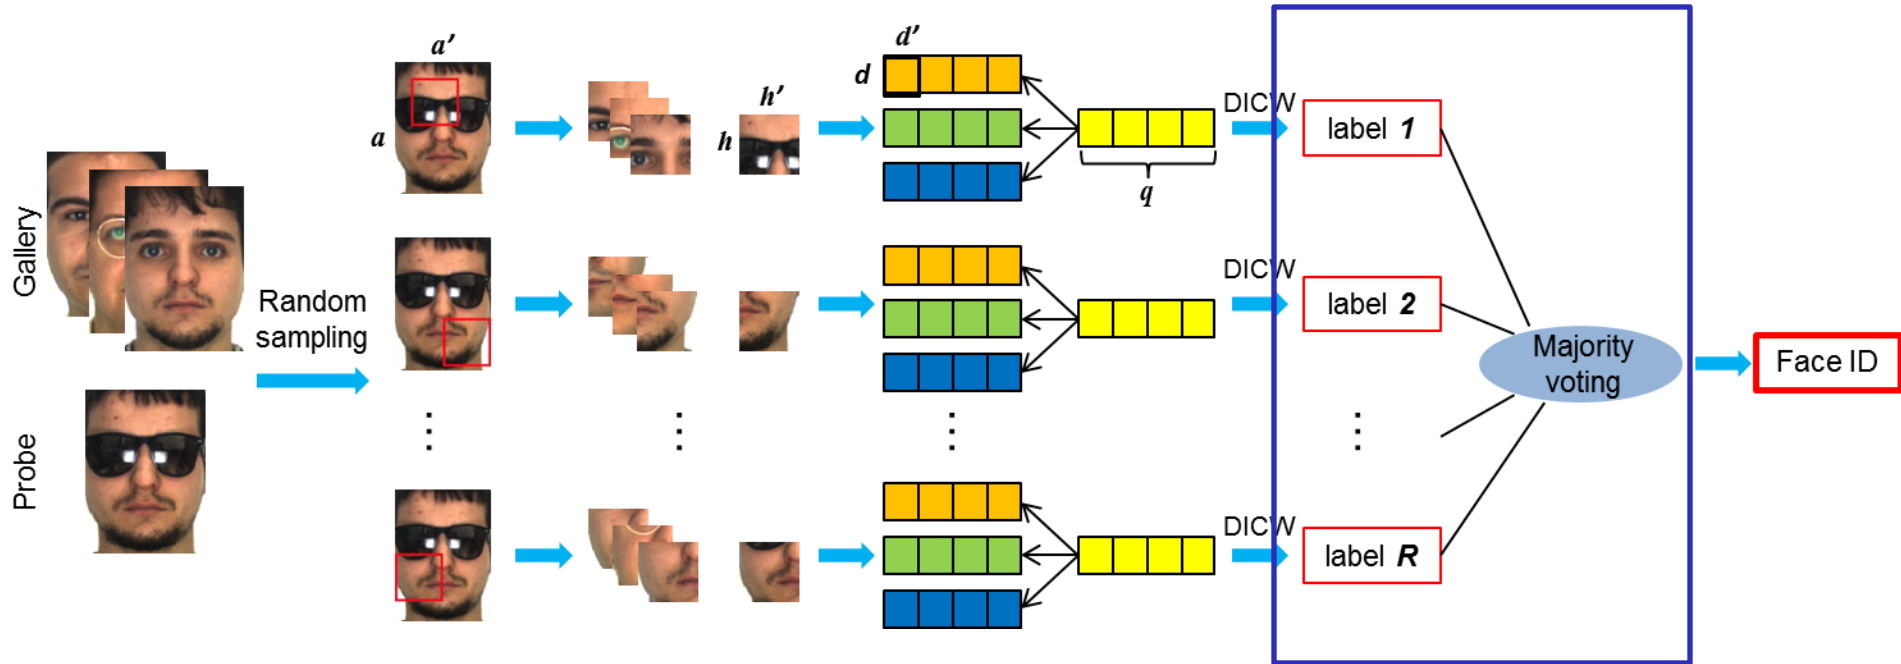 Gallery
Probe
Random
sampling
a'
a
h'
h
d'
d
q
DICW
label 1
DICW
label 2
DICW
label R
Majority
voting
Face ID